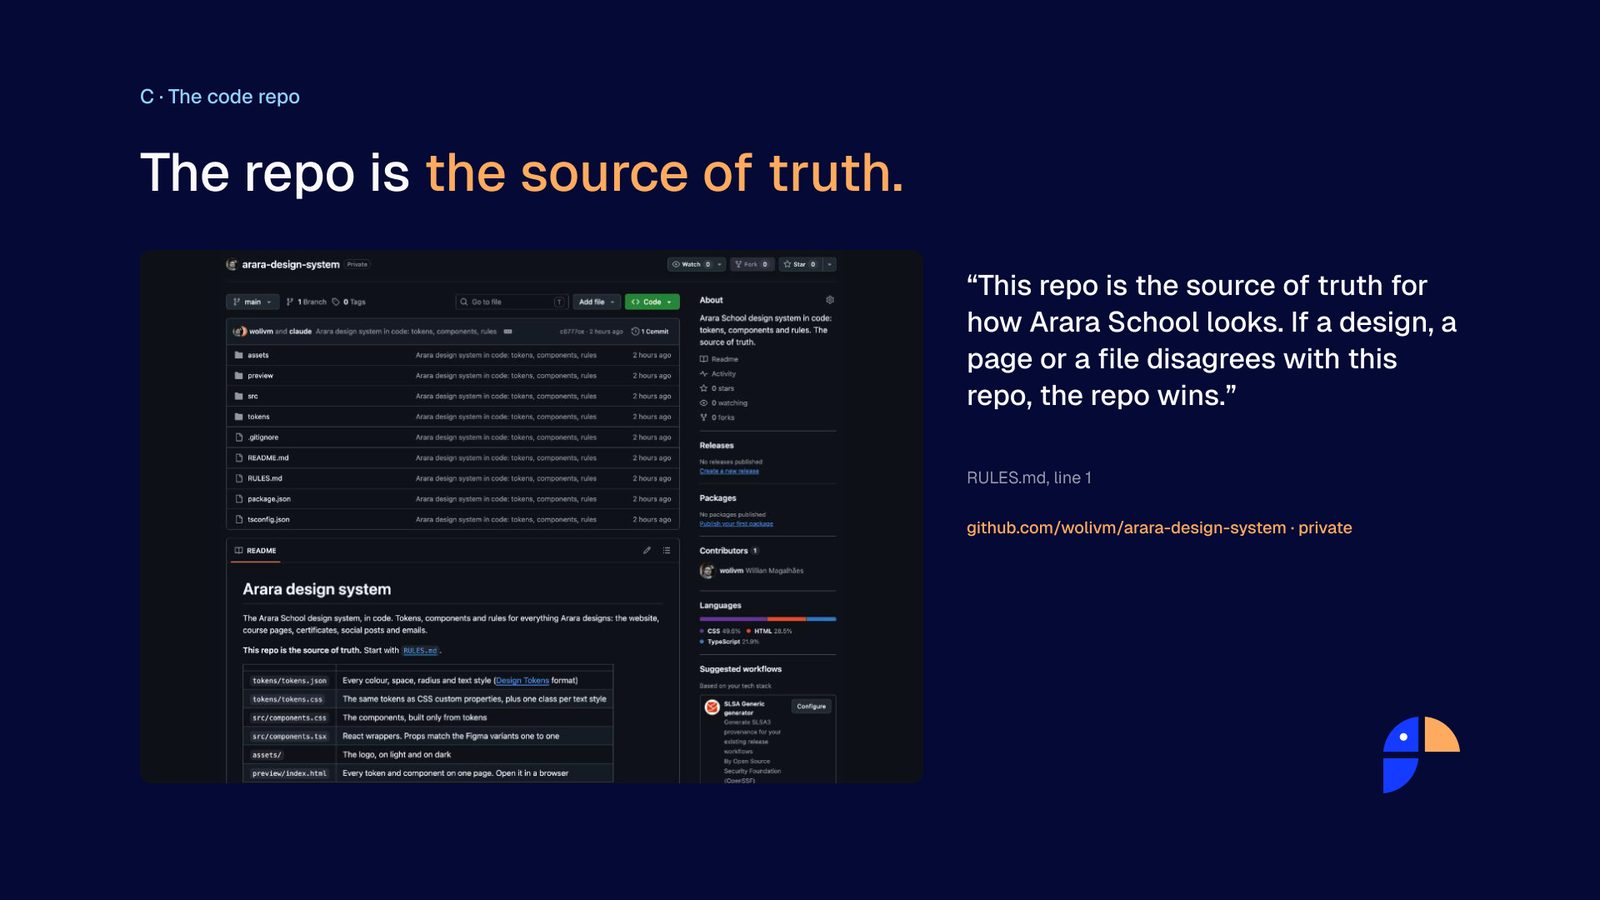 C · The code repo
The repo is the source of truth.
arara-design-system Private
Watch 0 Fork 0 Star 0
main 1 Branch 0 Tags Go to file T Add file Code
wolivm and claude Arara design system in code: tokens, components, rules 2 hours ago 1 Commit
assets Arara design system in code: tokens, components, rules 2 hours ago
preview Arara design system in code: tokens, components, rules 2 hours ago
src Arara design system in code: tokens, components, rules 2 hours ago
tokens Arara design system in code: tokens, components, rules 2 hours ago
.gitignore Arara design system in code: tokens, components, rules 2 hours ago
README.md Arara design system in code: tokens, components, rules 2 hours ago
RULES.md Arara design system in code: tokens, components, rules 2 hours ago
package.json Arara design system in code: tokens, components, rules 2 hours ago
tsconfig.json Arara design system in code: tokens, components, rules 2 hours ago
README
Arara design system
The Arara School design system, in code. Tokens, components and rules for everything Arara designs: the website,
course pages, certificates, social posts and emails.
This repo is the source of truth. Start with RULES.md.
tokens/tokens.json Every colour, space, radius and text style (Design Tokens format)
tokens/tokens.css The same tokens as CSS custom properties, plus one class per text style
src/components.css The components, built only from tokens
src/components.tsx React wrappers. Props match the Figma variants one to one
assets/ The logo, on light and on dark
preview/index.html Every token and component on one page. Open it in a browser
About
Arara School design system in code:
tokens, components and rules. The
source of truth.
Readme
Activity
0 stars
0 watching
0 forks
Releases
No releases published
Create a new release
Packages
No packages published
Publish your first package
Contributors 1
wolivm Willian Magalhães
Languages
CSS 49.6% HTML 28.5%
TypeScript 21.9%
Suggested workflows
Based on your tech stack
SLSA Generic
generator
Configure
Generate SLSA3
provenance for your
existing release
workflows
By Open Source
Security Foundation
(OpenSSF)
“This repo is the source of truth for
how Arara School looks. If a design, a
page or a file disagrees with this
repo, the repo wins.”
RULES.md, line 1
github.com/wolivm/arara-design-system · private